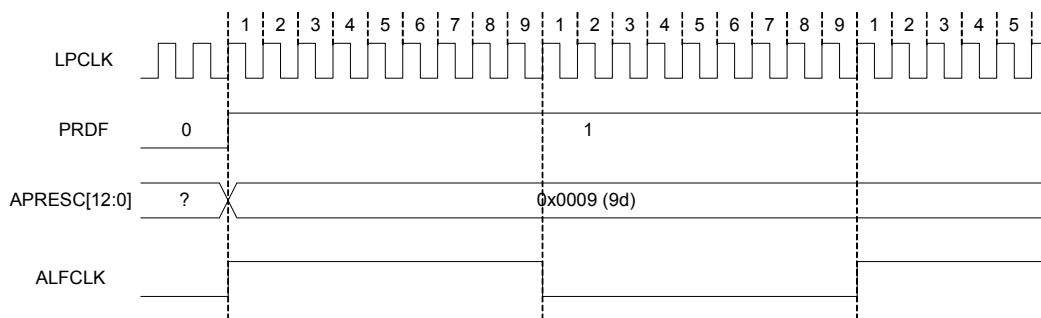 1 2 3 4 5 6 7 8 9 1 2 3 4 5 6 7 8 9 1 2 3 4 5
LPCLK
PRDF 0 1
APRESC[12:0] ? 0x0009 (9d)
ALFCLK